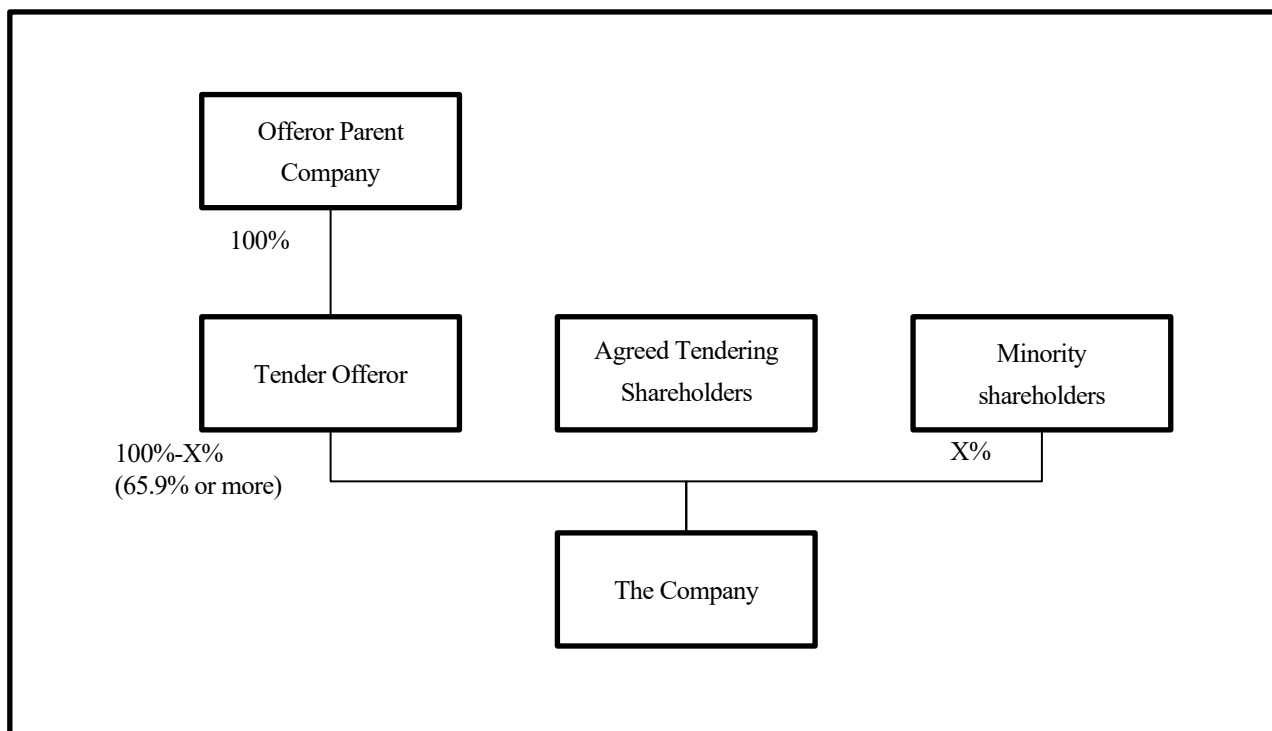 Offeror Parent
Company
100%
Tender Offeror
Agreed Tendering
Shareholders
Minority
shareholders
100%-X%
(65.9% or more)
X%
The Company